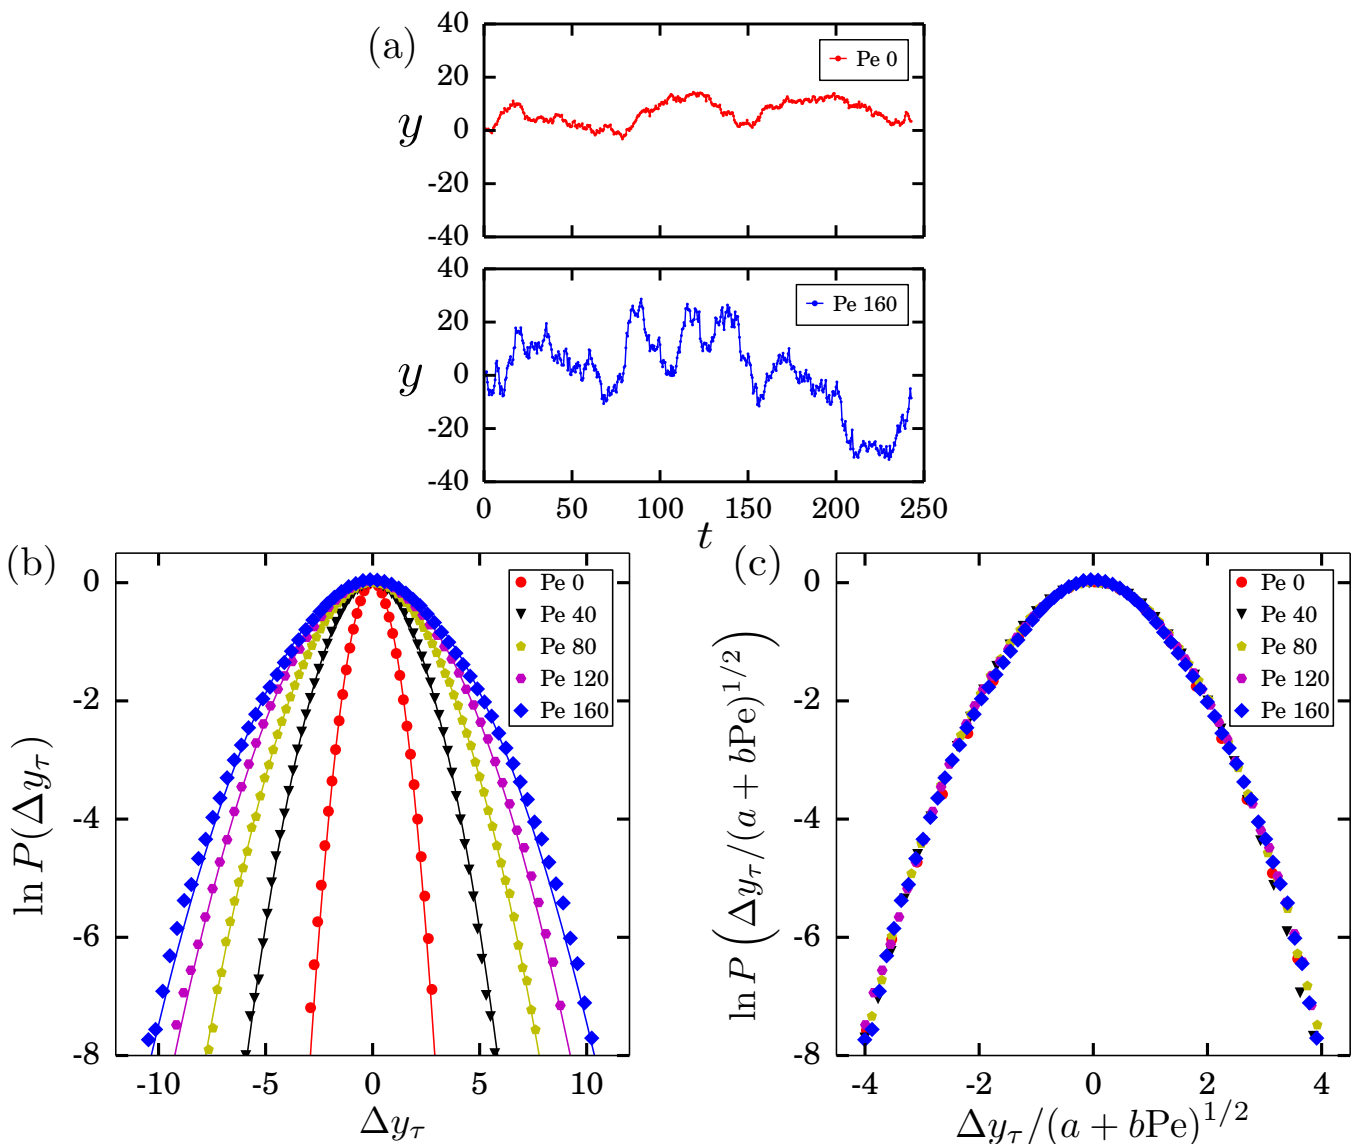 (a)
40
20
0
-20
-40
y
Pe 0
40
20
0
-20
-40
y
Pe 160
0 50 100 150 200 250
t
(b)
0
-2
-4
-6
-8
ln P(Δy_τ)
Pe 0
Pe 40
Pe 80
Pe 120
Pe 160
-10 -5 0 5 10
Δy_τ
(c)
0
-2
-4
-6
-8
ln P(Δy_τ/(a + bPe)^{1/2})
Pe 0
Pe 40
Pe 80
Pe 120
Pe 160
-4 -2 0 2 4
Δy_τ/(a + bPe)^{1/2}